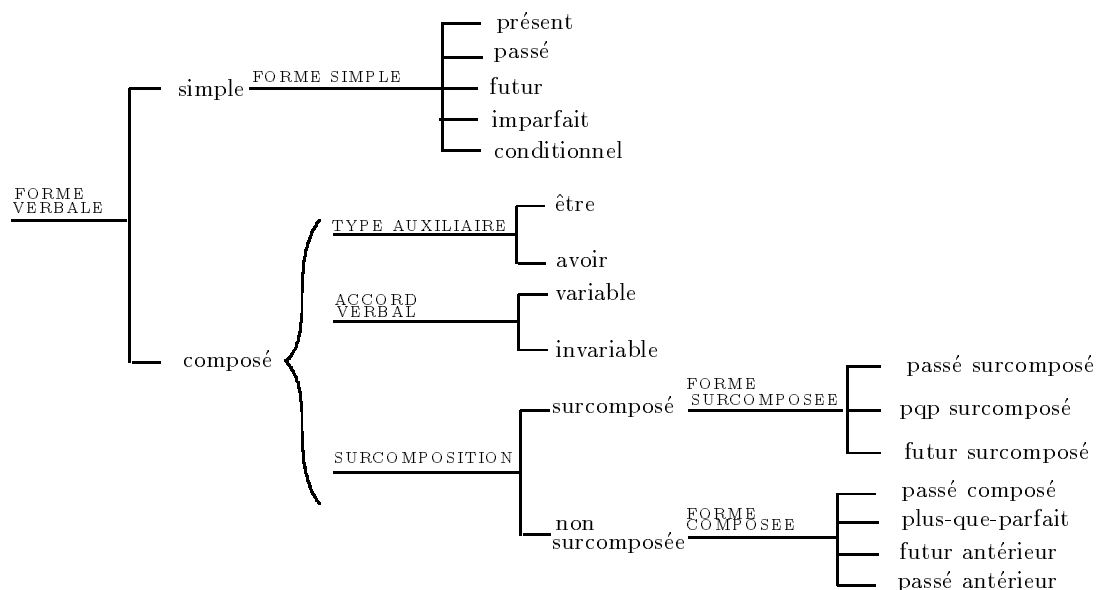 présent
passé
simple FORME SIMPLE futur
imparfait
conditionnel
FORME
VERBALE
être
TYPE AUXILIAIRE
avoir
variable
ACCORD
VERBAL
invariable
composé
passé surcomposé
surcomposé FORME
SURCOMPOSEE pqp surcomposé
futur surcomposé
SURCOMPOSITION
passé composé
non FORME
surcomposée COMPOSEE plus-que-parfait
futur antérieur
passé antérieur